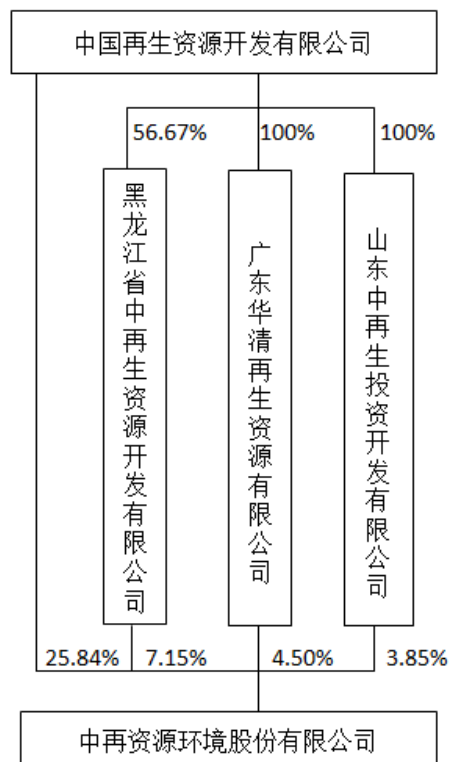 中国再生资源开发有限公司
56.67%
100%
100%
黑龙江省中再生资源开发有限公司
广东华清再生资源有限公司
山东中再生投资开发有限公司
25.84%
7.15%
4.50%
3.85%
中再资源环境股份有限公司